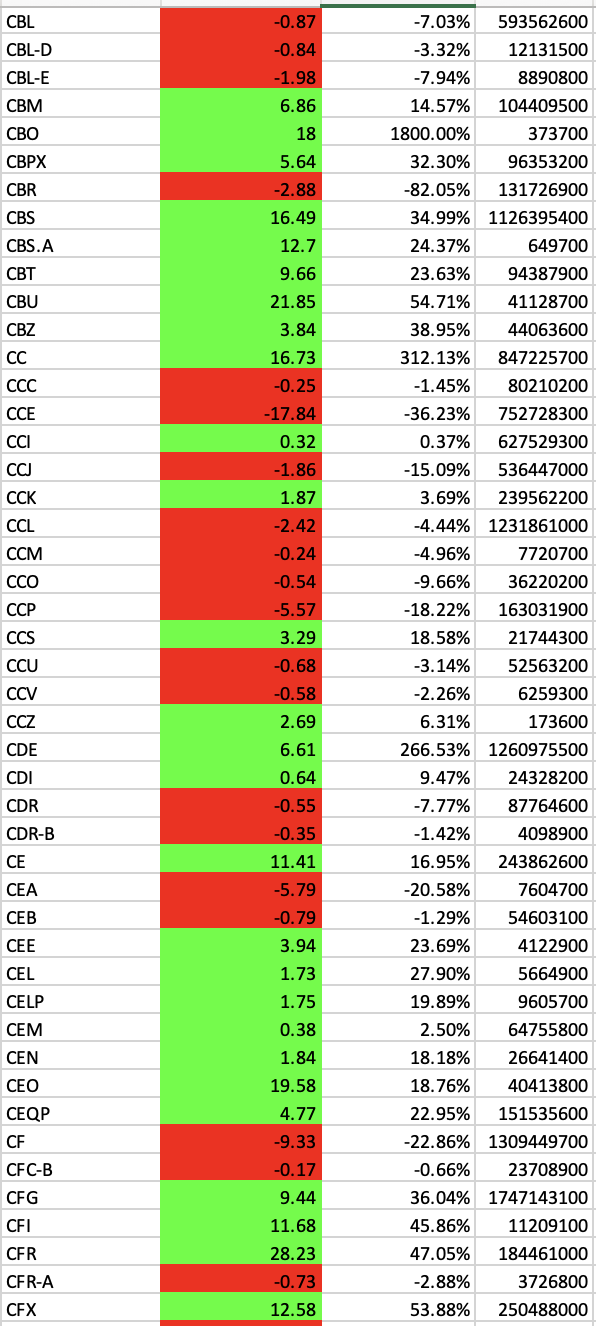 CBL -0.87 -7.03% 593562600
CBL-D -0.84 -3.32% 12131500
CBL-E -1.98 -7.94% 8890800
CBM 6.86 14.57% 104409500
CBO 18 1800.00% 373700
CBPX 5.64 32.30% 96353200
CBR -2.88 -82.05% 131726900
CBS 16.49 34.99% 1126395400
CBS.A 12.7 24.37% 649700
CBT 9.66 23.63% 94387900
CBU 21.85 54.71% 41128700
CBZ 3.84 38.95% 44063600
CC 16.73 312.13% 847225700
CCC -0.25 -1.45% 80210200
CCE -17.84 -36.23% 752728300
CCI 0.32 0.37% 627529300
CCJ -1.86 -15.09% 536447000
CCK 1.87 3.69% 239562200
CCL -2.42 -4.44% 1231861000
CCM -0.24 -4.96% 7720700
CCO -0.54 -9.66% 36220200
CCP -5.57 -18.22% 163031900
CCS 3.29 18.58% 21744300
CCU -0.68 -3.14% 52563200
CCV -0.58 -2.26% 6259300
CCZ 2.69 6.31% 173600
CDE 6.61 266.53% 1260975500
CDI 0.64 9.47% 24328200
CDR -0.55 -7.77% 87764600
CDR-B -0.35 -1.42% 4098900
CE 11.41 16.95% 243862600
CEA -5.79 -20.58% 7604700
CEB -0.79 -1.29% 54603100
CEE 3.94 23.69% 4122900
CEL 1.73 27.90% 5664900
CELP 1.75 19.89% 9605700
CEM 0.38 2.50% 64755800
CEN 1.84 18.18% 26641400
CEO 19.58 18.76% 40413800
CEQP 4.77 22.95% 151535600
CF -9.33 -22.86% 1309449700
CFC-B -0.17 -0.66% 23708900
CFG 9.44 36.04% 1747143100
CFI 11.68 45.86% 11209100
CFR 28.23 47.05% 184461000
CFR-A -0.73 -2.88% 3726800
CFX 12.58 53.88% 250488000